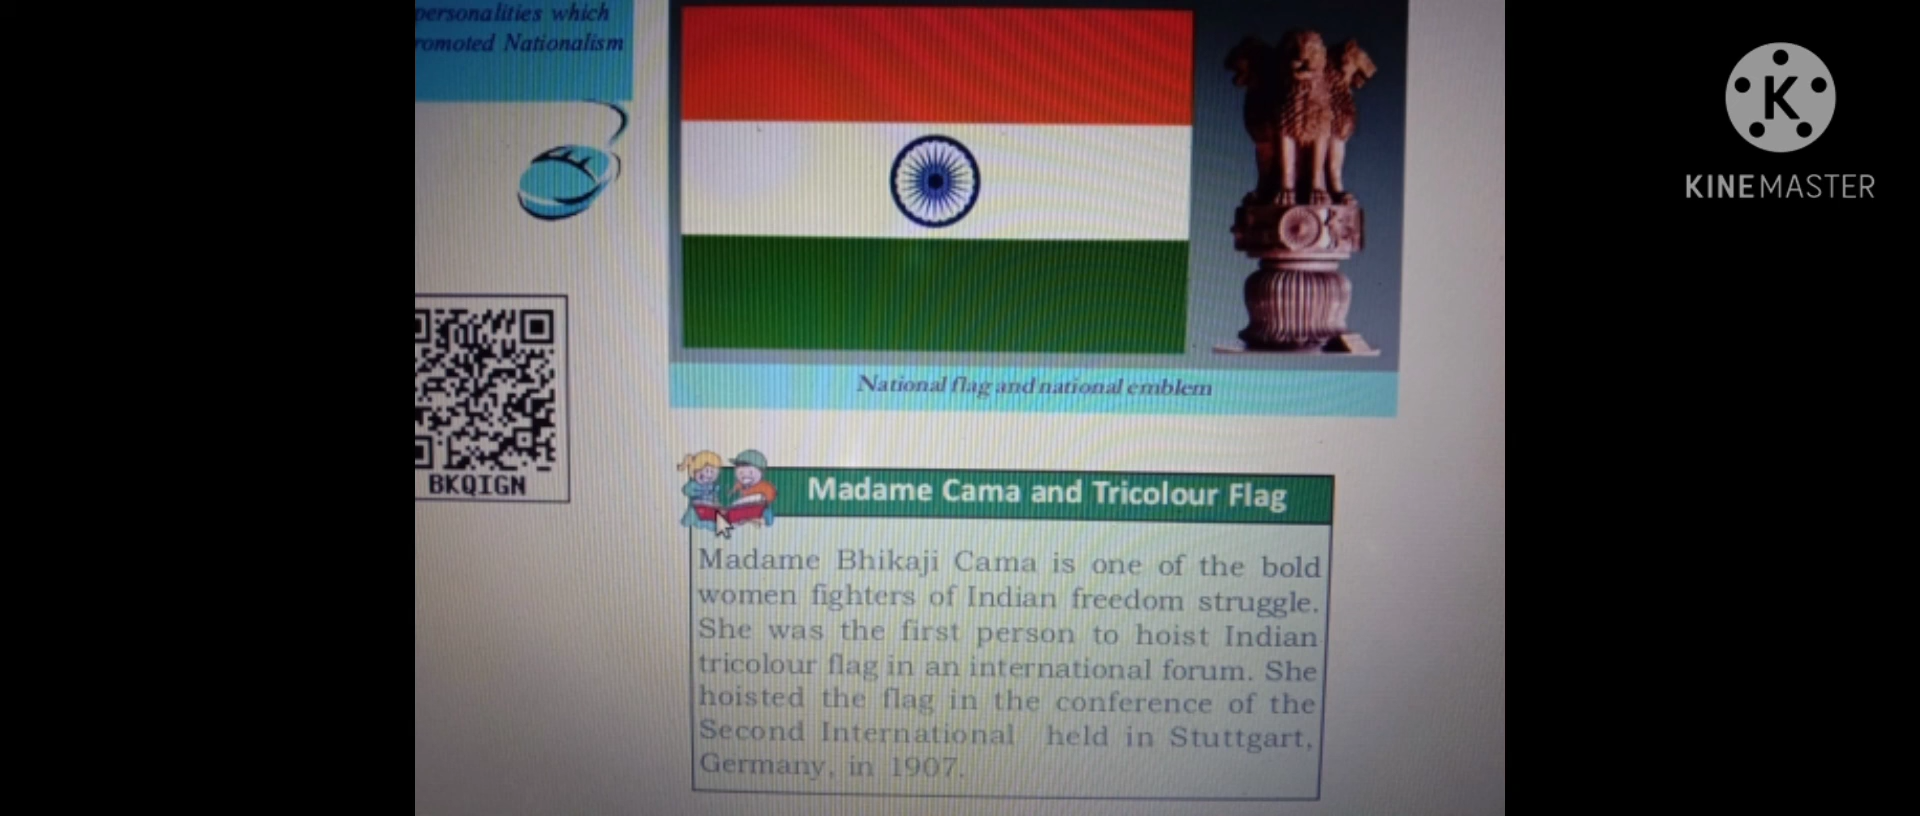 personalities which
romoted Nationalism
KINEMASTER
National flag and national emblem
BKQIGN
Madame Cama and Tricolour Flag
Madame Bhikaji Cama is one of the bold
women fighters of Indian freedom struggle.
She was the first person to hoist Indian
tricolour flag in an international forum. She
hoisted the flag in the conference of the
Second International held in Stuttgart,
Germany, in 1907.